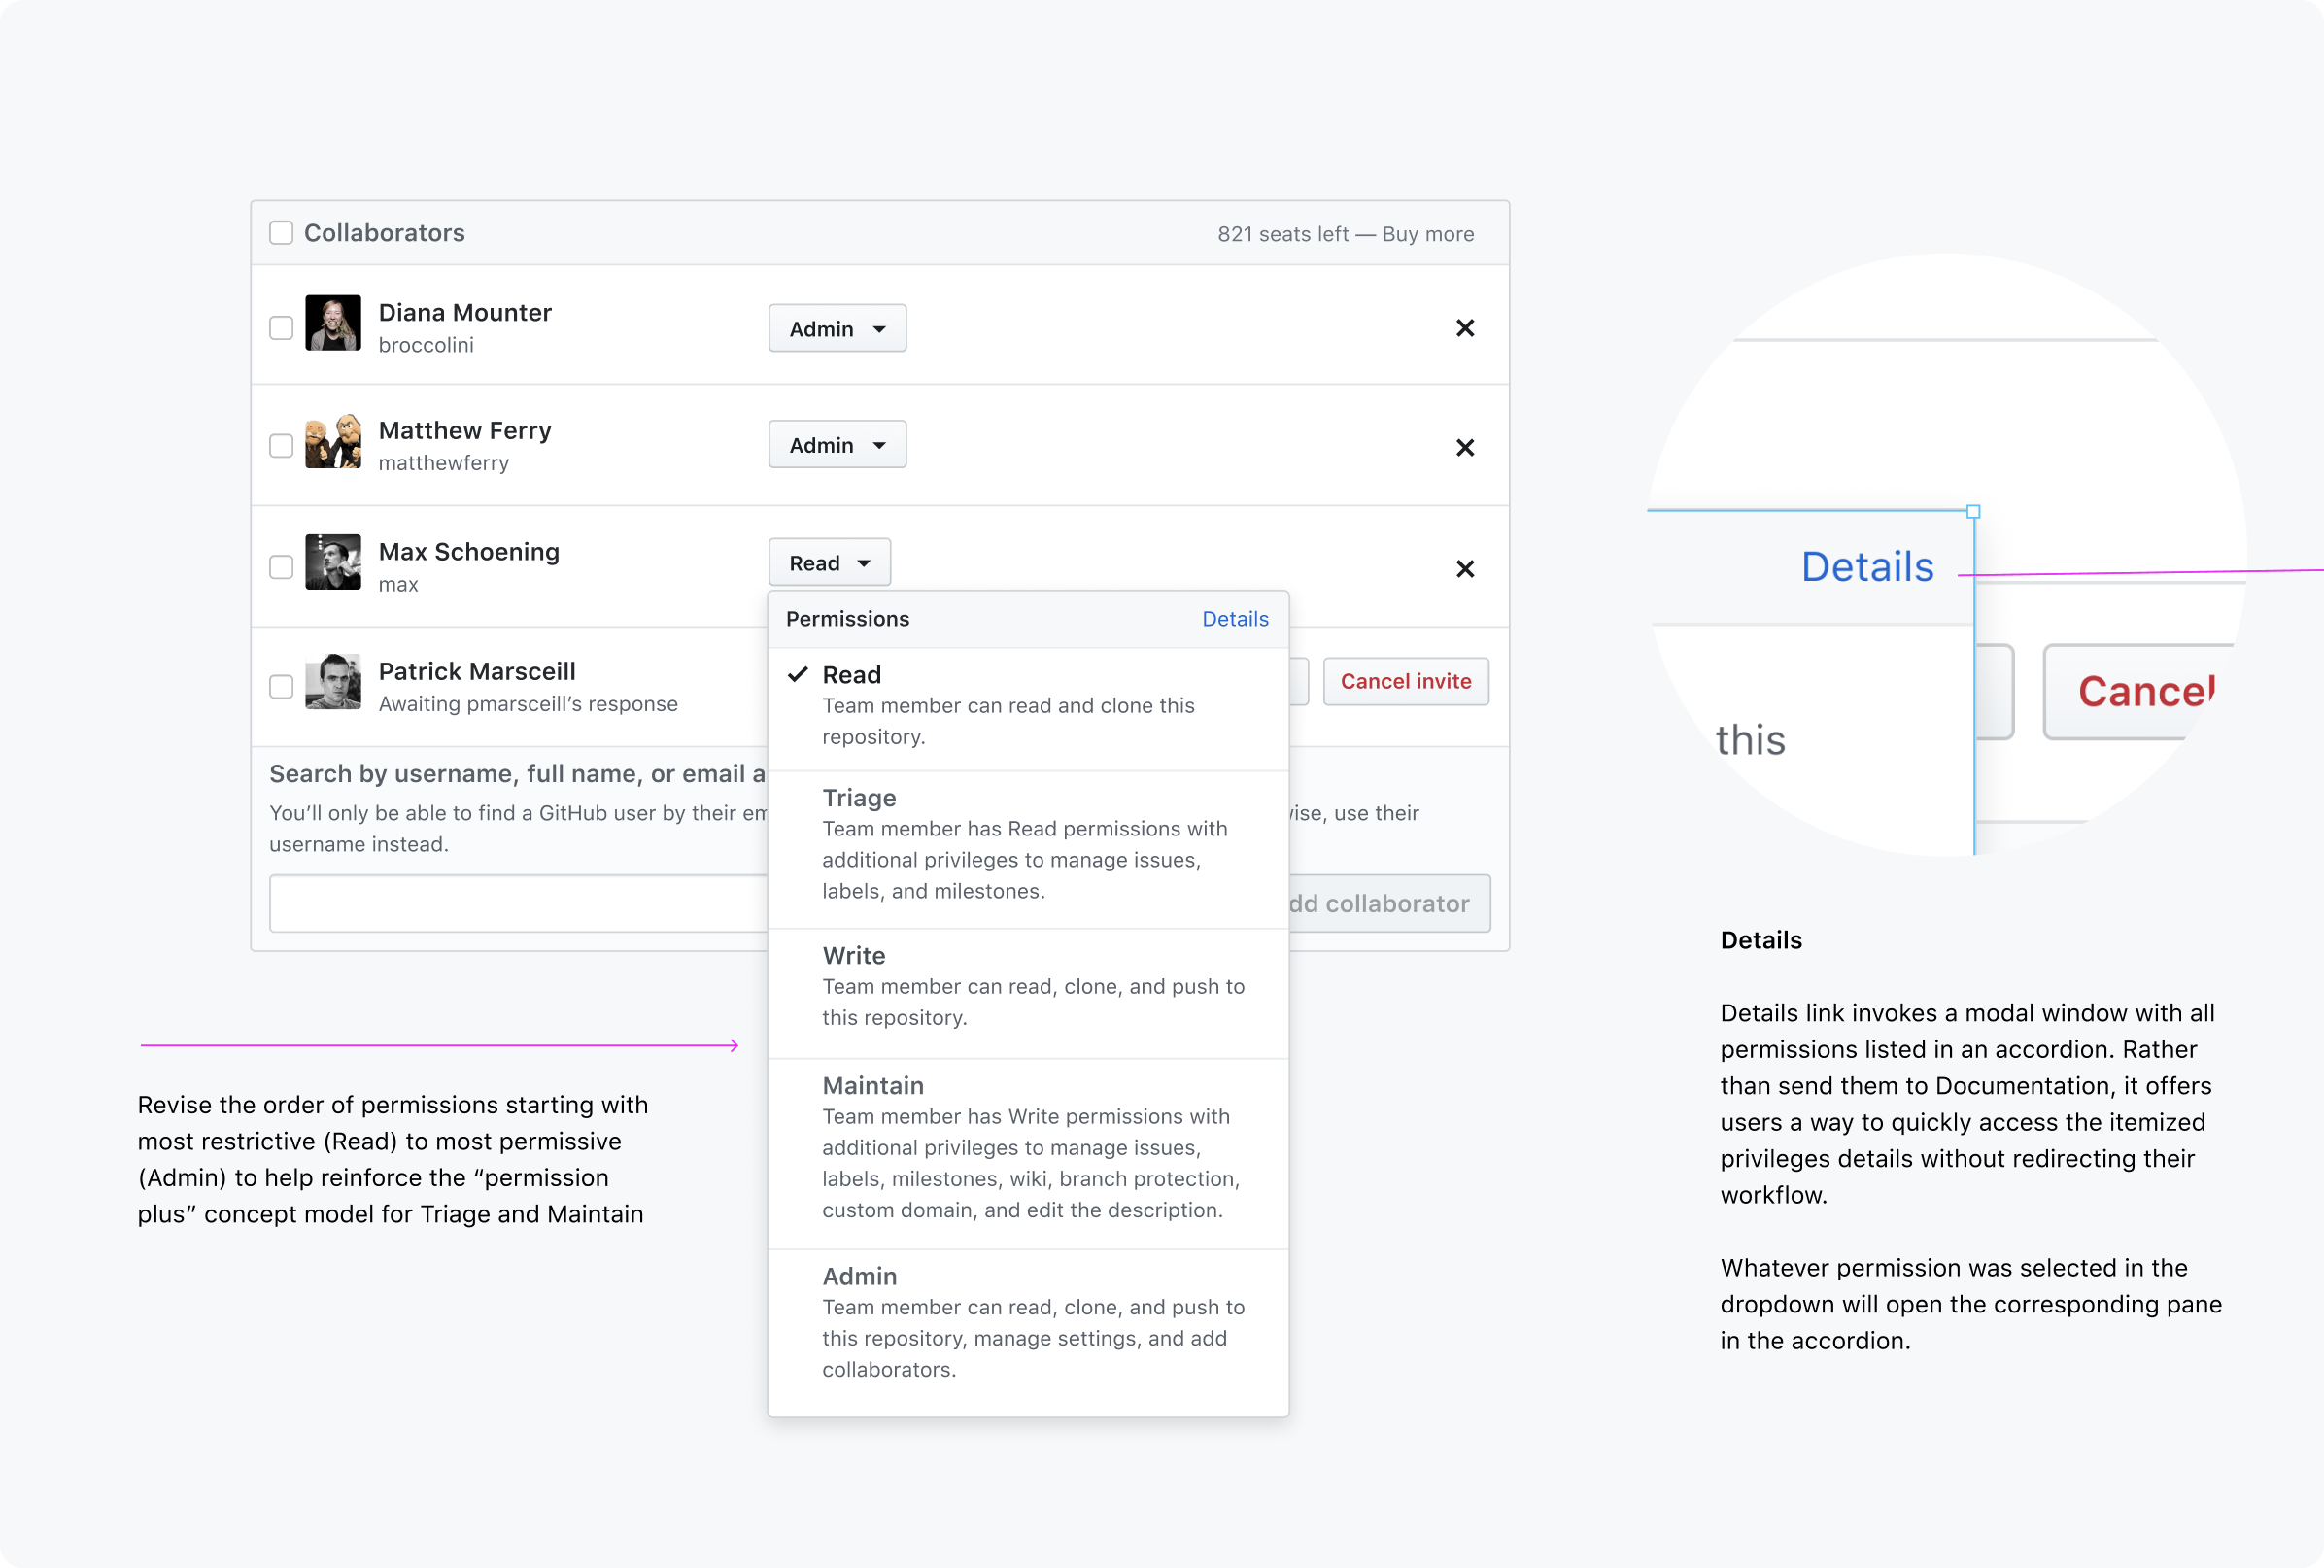 Collaborators
821 seats left — Buy more
Diana Mounter
broccolini
Admin
Matthew Ferry
matthewferry
Admin
Max Schoening
max
Read
Patrick Marsceill
Awaiting pmarsceill’s response
Cancel invite
Search by username, full name, or email a
You’ll only be able to find a GitHub user by their em
ise, use their
username instead.
dd collaborator
Permissions
Details
Read
Team member can read and clone this
repository.
Triage
Team member has Read permissions with
additional privileges to manage issues,
labels, and milestones.
Write
Team member can read, clone, and push to
this repository.
Maintain
Team member has Write permissions with
additional privileges to manage issues,
labels, milestones, wiki, branch protection,
custom domain, and edit the description.
Admin
Team member can read, clone, and push to
this repository, manage settings, and add
collaborators.
Revise the order of permissions starting with
most restrictive (Read) to most permissive
(Admin) to help reinforce the “permission
plus” concept model for Triage and Maintain
Details
Cancel
this
Details
Details link invokes a modal window with all
permissions listed in an accordion. Rather
than send them to Documentation, it offers
users a way to quickly access the itemized
privileges details without redirecting their
workflow.
Whatever permission was selected in the
dropdown will open the corresponding pane
in the accordion.